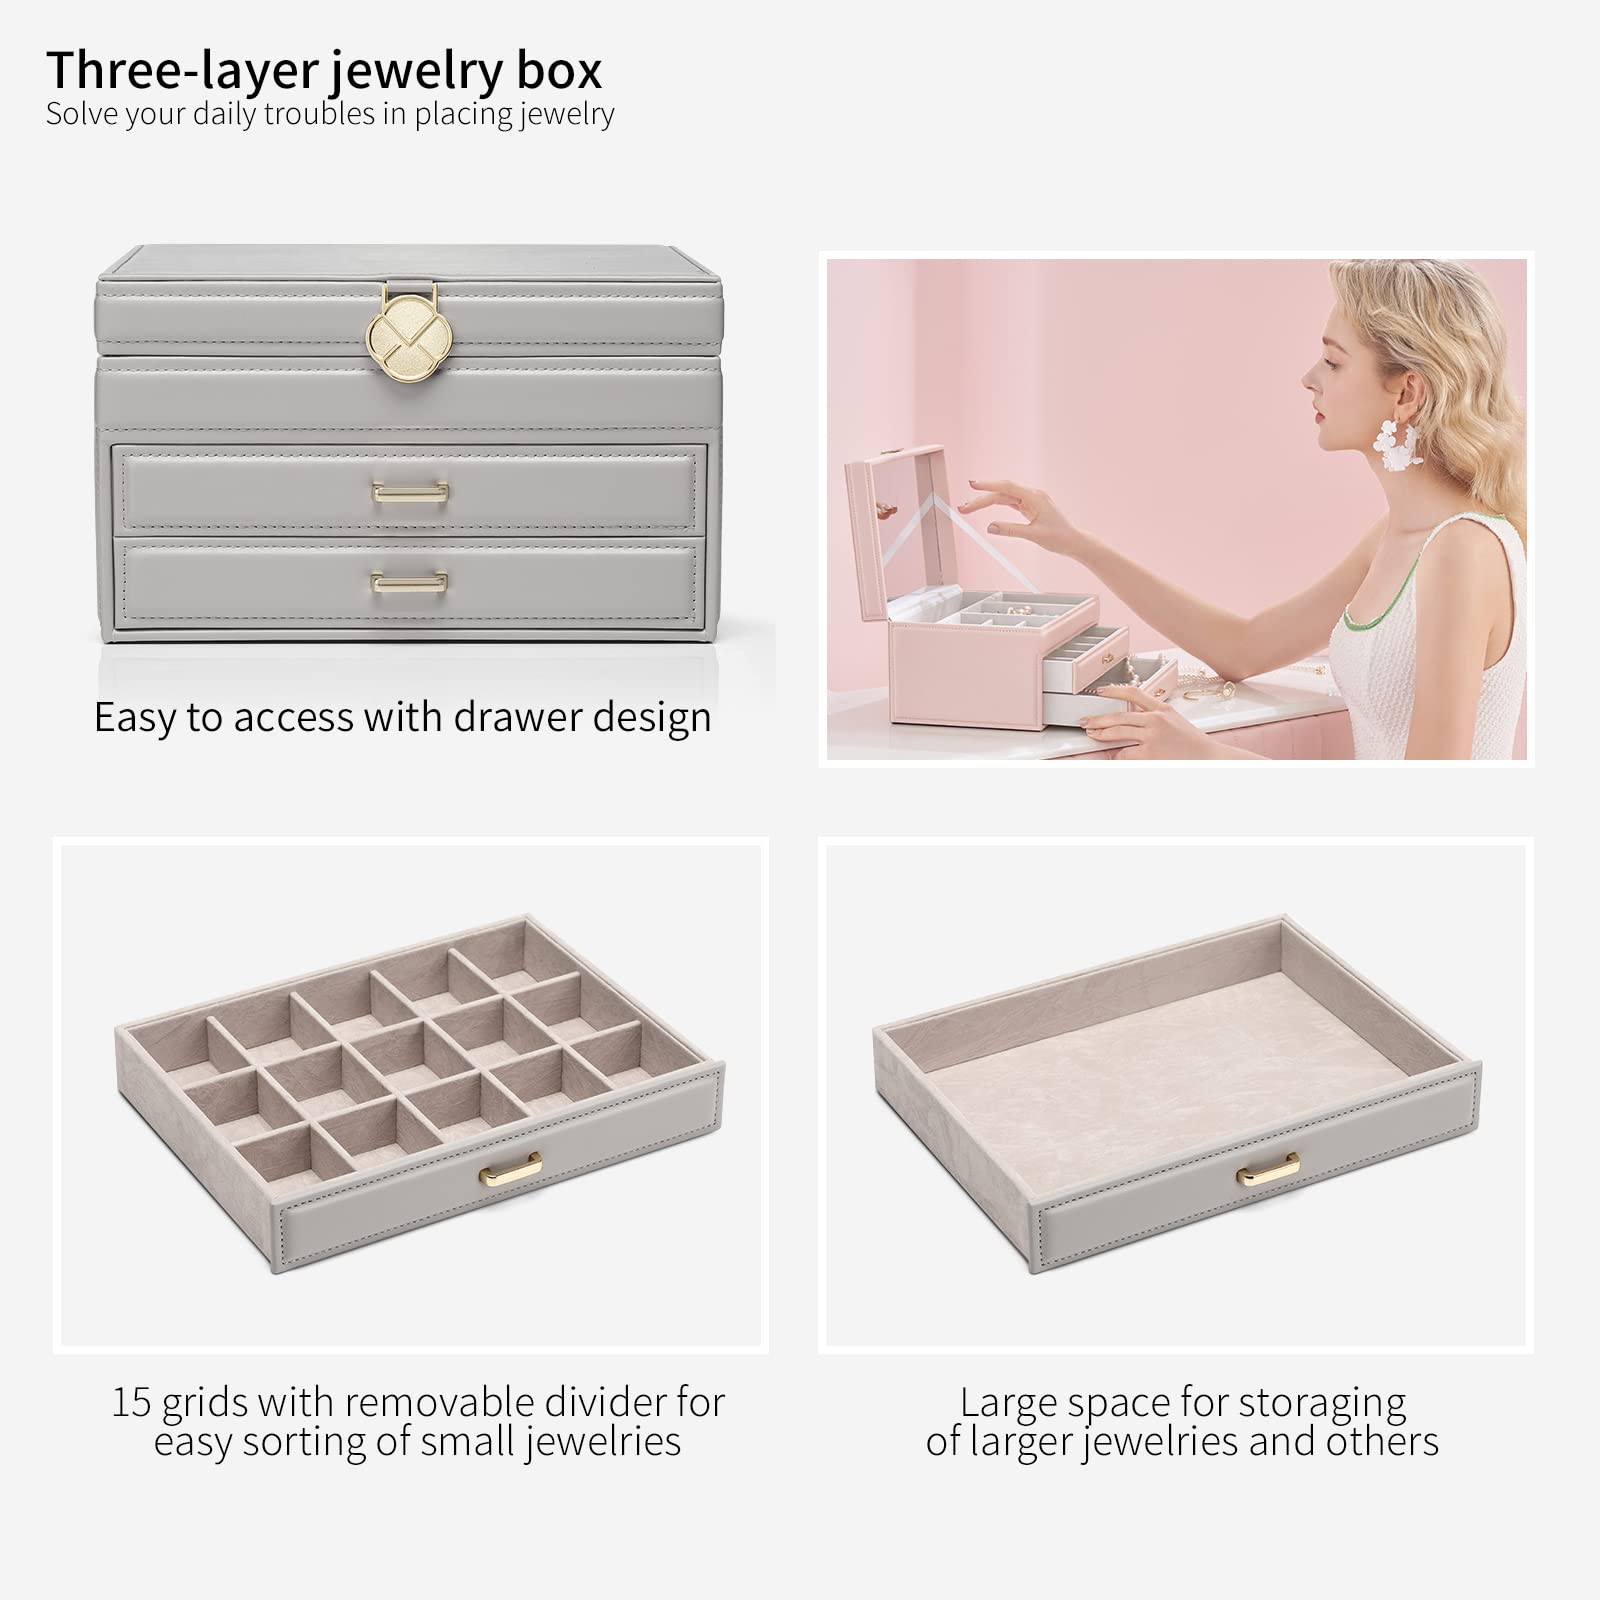 Three-layer jewelry box
Solve your daily troubles in placing jewelry
Easy to access with drawer design
15 grids with removable divider for
easy sorting of small jewelries
Large space for storaging
of larger jewelries and others